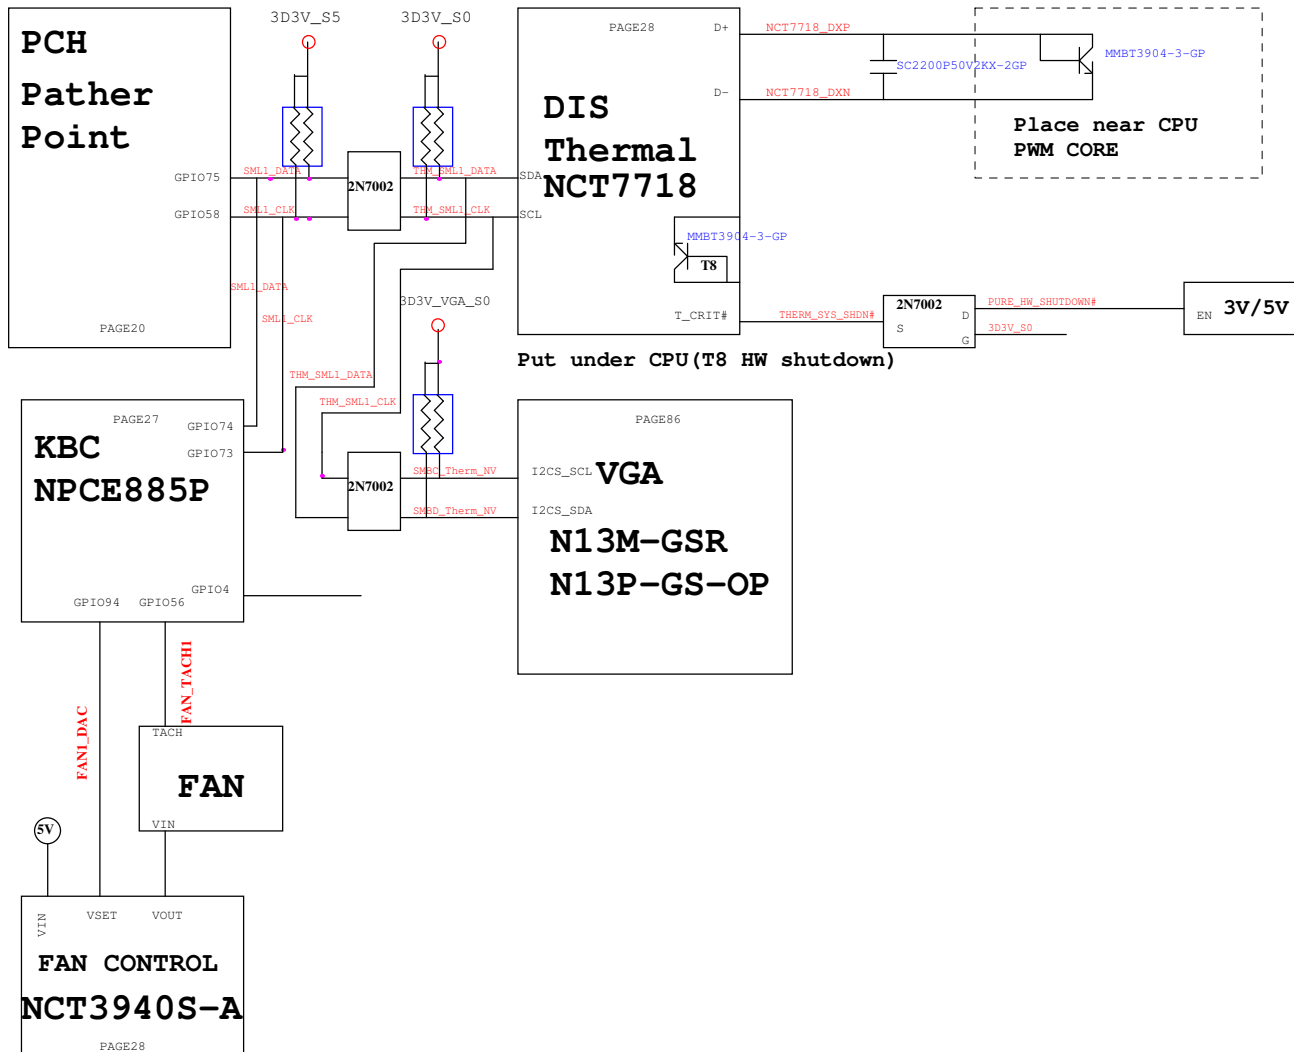 3D3V_S5
3D3V_S0
PCH
Pather
Point
GPIO75
GPIO58
PAGE20
SML1_DATA
SML1_CLK
2N7002
THM_SML1_DATA
THM_SML1_CLK
SML1_DATA
SML1_CLK
PAGE28
D+
D-
DIS
Thermal
NCT7718
SDA
SCL
MMBT3904-3-GP
T8
T_CRIT#
NCT7718_DXP
SC2200P50V2KX-2GP
NCT7718_DXN
MMBT3904-3-GP
Place near CPU
PWM CORE
THERM_SYS_SHDN#
2N7002
S
D
G
PURE_HW_SHUTDOWN#
3D3V_S0
EN
3V/5V
Put under CPU(T8 HW shutdown)
3D3V_VGA_S0
THM_SML1_DATA
THM_SML1_CLK
PAGE27
GPIO74
GPIO73
KBC
NPCE885P
GPIO4
GPIO94
GPIO56
2N7002
SMBC_Therm_NV
SMBD_Therm_NV
PAGE86
I2CS_SCL
VGA
I2CS_SDA
N13M-GSR
N13P-GS-OP
FAN1_DAC
FAN_TACH1
TACH
FAN
VIN
5V
VIN
VSET
VOUT
FAN CONTROL
NCT3940S-A
PAGE28